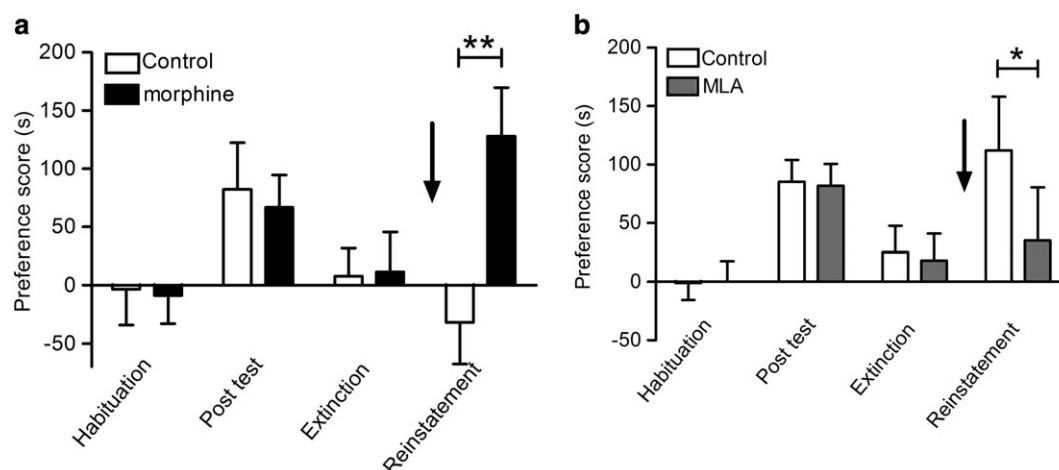 a
**
Control
morphine
Preference score (s)
200
150
100
50
0
-50
Habituation
Post test
Extinction
Reinstatement
b
*
Control
MLA
Preference score (s)
200
150
100
50
0
-50
Habituation
Post test
Extinction
Reinstatement